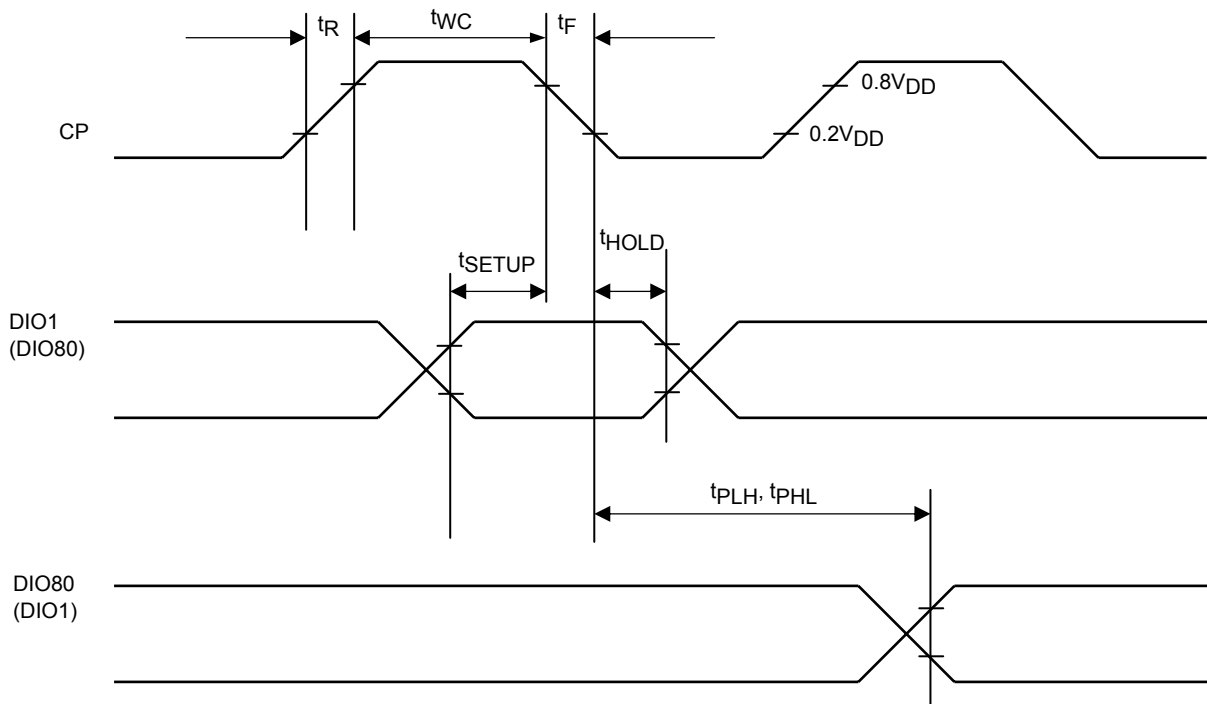 tR
tWC
tF
CP
0.8VDD
0.2VDD
tHOLD
tSETUP
DIO1
(DIO80)
tPLH, tPHL
DIO80
(DIO1)